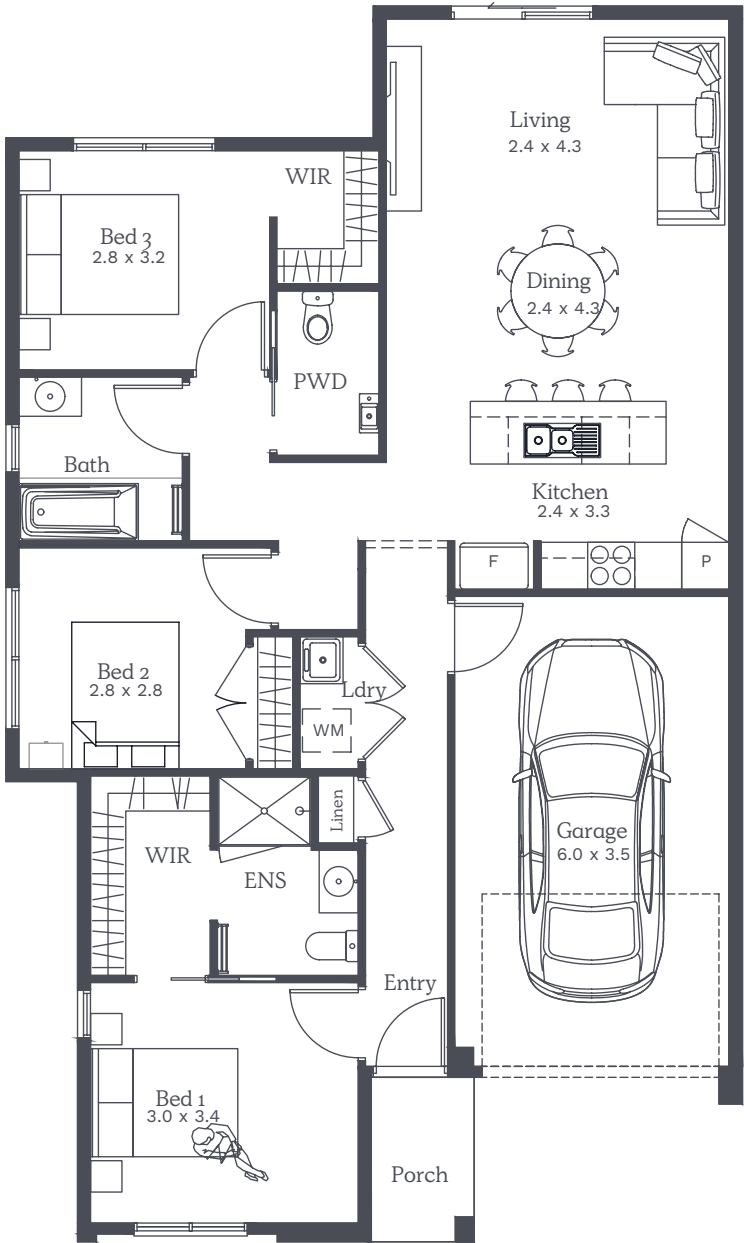 Living
2.4 x 4.3
WIR
Bed 3
2.8 x 3.2
Dining
2.4 x 4.3
PWD
Bath
Kitchen
2.4 x 3.3
F
P
Bed 2
2.8 x 2.8
Ldry
WM
Linen
Garage
6.0 x 3.5
WIR
ENS
Entry
Bed 1
3.0 x 3.4
Porch